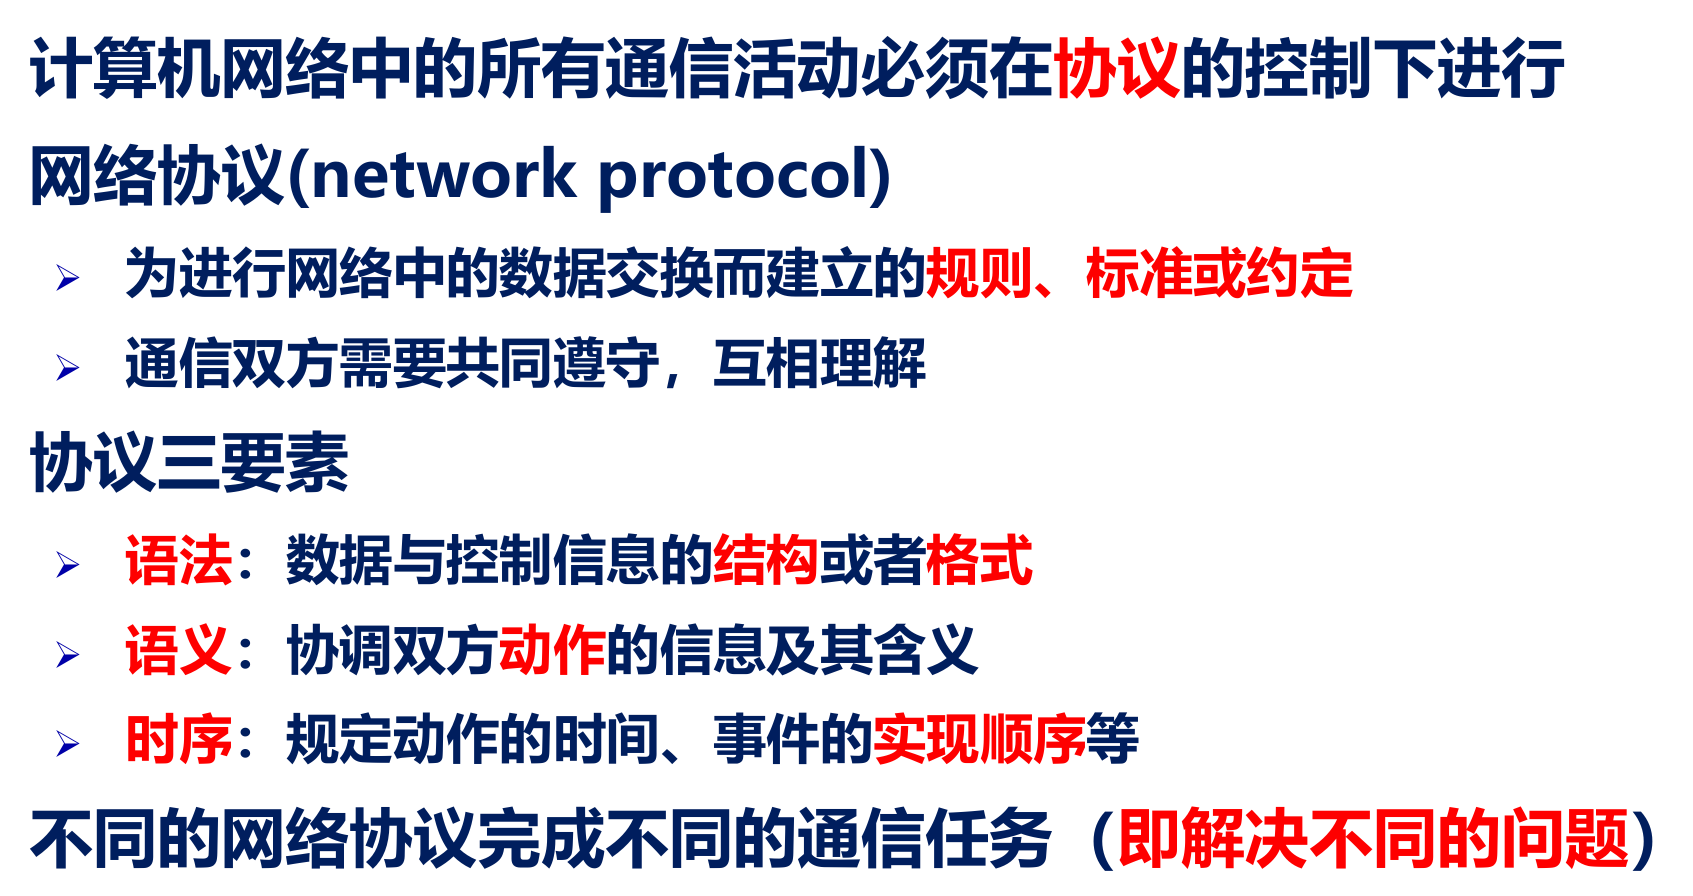 计算机网络中的所有通信活动必须在协议的控制下进行
网络协议(network protocol)
为进行网络中的数据交换而建立的规则、标准或约定
通信双方需要共同遵守，互相理解
协议三要素
语法：数据与控制信息的结构或者格式
语义：协调双方动作的信息及其含义
时序：规定动作的时间、事件的实现顺序等
不同的网络协议完成不同的通信任务（即解决不同的问题）